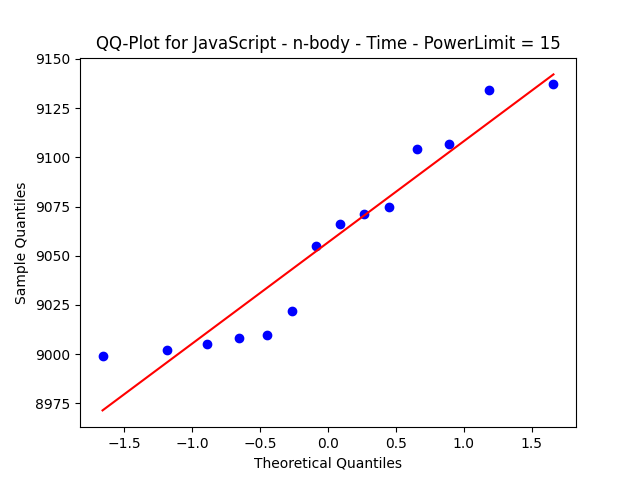 QQ-Plot for JavaScript - n-body - Time - PowerLimit = 15
9150
9125
9100
9075
9050
9025
9000
8975
Sample Quantiles
−1.5 −1.0 −0.5 0.0 0.5 1.0 1.5
Theoretical Quantiles